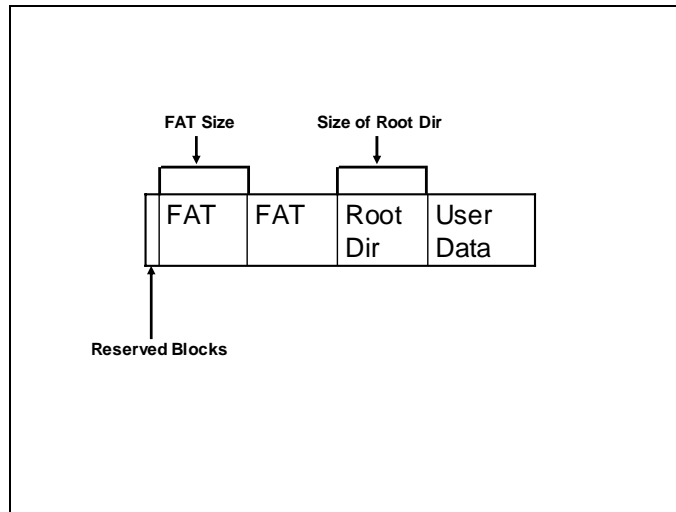 FAT Size
Size of Root Dir
FAT
FAT
Root
Dir
User
Data
Reserved Blocks